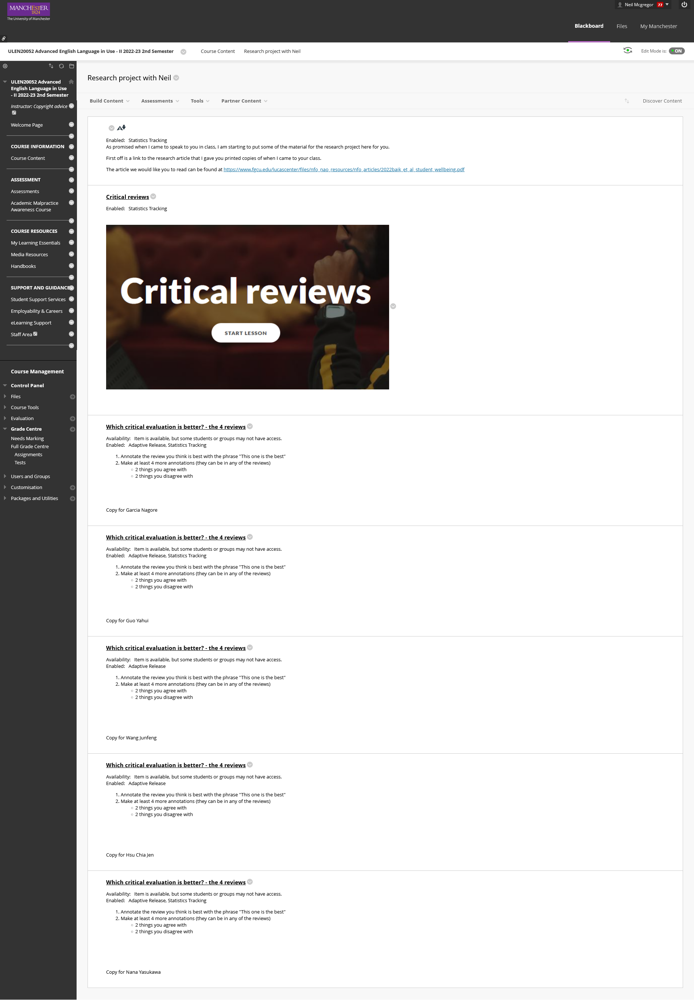 MANCHESTER
1824
The University of Manchester
Neil Mcgregor 77
Blackboard Files My Manchester
ULEN20052 Advanced English Language in Use - II 2022-23 2nd Semester Course Content Research project with Neil Edit Mode is: ON
ULEN20052 Advanced
English Language in Use
- II 2022-23 2nd Semester
Instructor: Copyright advice
Welcome Page
COURSE INFORMATION
Course Content
ASSESSMENT
Assessments
Academic Malpractice
Awareness Course
COURSE RESOURCES
My Learning Essentials
Media Resources
Handbooks
SUPPORT AND GUIDANCE
Student Support Services
Employability & Careers
eLearning Support
Staff Area
Course Management
Control Panel
Files
Course Tools
Evaluation
Grade Centre
Needs Marking
Full Grade Centre
Assignments
Tests
Users and Groups
Customisation
Packages and Utilities
Research project with Neil
Build Content Assessments Tools Partner Content Discover Content
Enabled: Statistics Tracking
As promised when I came to speak to you in class, I am starting to put some of the material for the research project here for you.
First off is a link to the research article that I gave you printed copies of when I came to your class.
The article we would like you to read can be found at https://www.fgcu.edu/lucascenter/files/nfo_nao_resources/nfo_articles/2022baik_et_al_student_wellbeing.pdf
Critical reviews
Enabled: Statistics Tracking
Critical reviews
START LESSON
Which critical evaluation is better? - the 4 reviews
Availability: Item is available, but some students or groups may not have access.
Enabled: Adaptive Release, Statistics Tracking
1. Annotate the review you think is best with the phrase "This one is the best"
2. Make at least 4 more annotations (they can be in any of the reviews)
○ 2 things you agree with
○ 2 things you disagree with
Copy for Garcia Nagore
Which critical evaluation is better? - the 4 reviews
Availability: Item is available, but some students or groups may not have access.
Enabled: Adaptive Release, Statistics Tracking
1. Annotate the review you think is best with the phrase "This one is the best"
2. Make at least 4 more annotations (they can be in any of the reviews)
○ 2 things you agree with
○ 2 things you disagree with
Copy for Guo Yahui
Which critical evaluation is better? - the 4 reviews
Availability: Item is available, but some students or groups may not have access.
Enabled: Adaptive Release
1. Annotate the review you think is best with the phrase "This one is the best"
2. Make at least 4 more annotations (they can be in any of the reviews)
○ 2 things you agree with
○ 2 things you disagree with
Copy for Wang Junfeng
Which critical evaluation is better? - the 4 reviews
Availability: Item is available, but some students or groups may not have access.
Enabled: Adaptive Release
1. Annotate the review you think is best with the phrase "This one is the best"
2. Make at least 4 more annotations (they can be in any of the reviews)
○ 2 things you agree with
○ 2 things you disagree with
Copy for Hsu Chia Jen
Which critical evaluation is better? - the 4 reviews
Availability: Item is available, but some students or groups may not have access.
Enabled: Adaptive Release, Statistics Tracking
1. Annotate the review you think is best with the phrase "This one is the best"
2. Make at least 4 more annotations (they can be in any of the reviews)
○ 2 things you agree with
○ 2 things you disagree with
Copy for Nana Yasukawa